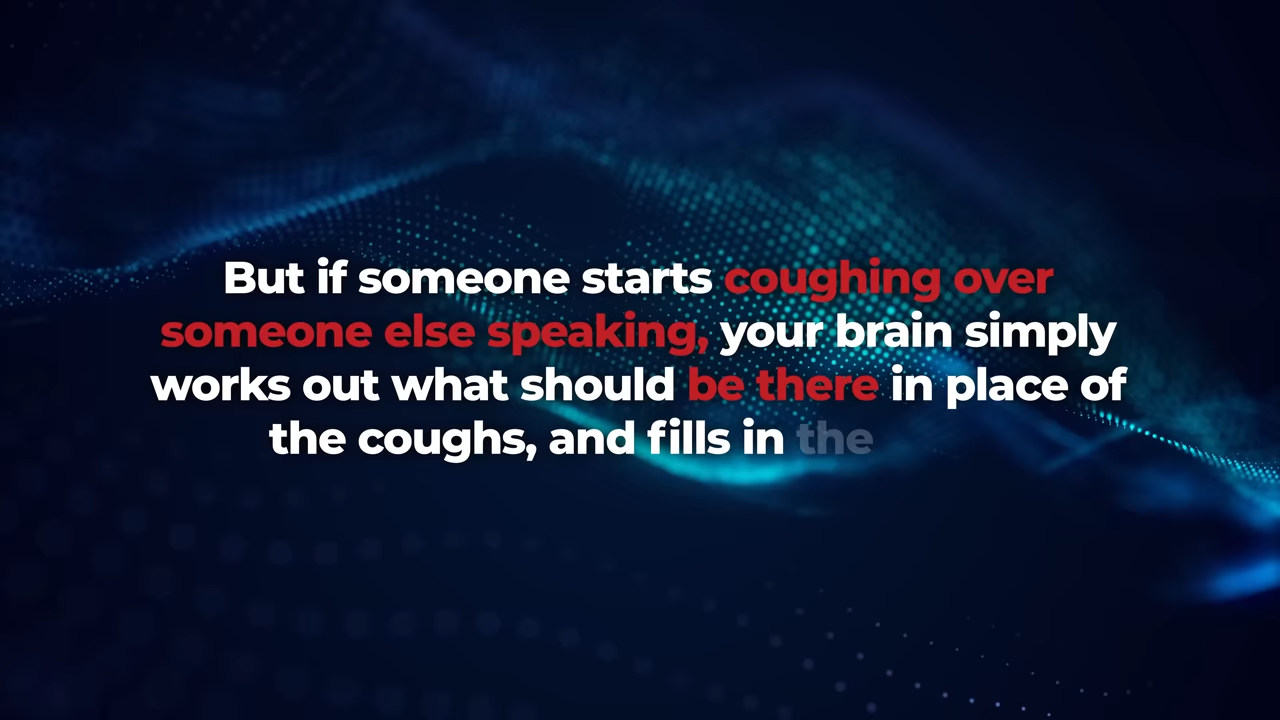 But if someone starts coughing over
someone else speaking, your brain simply
works out what should be there in place of
the coughs, and fills in the